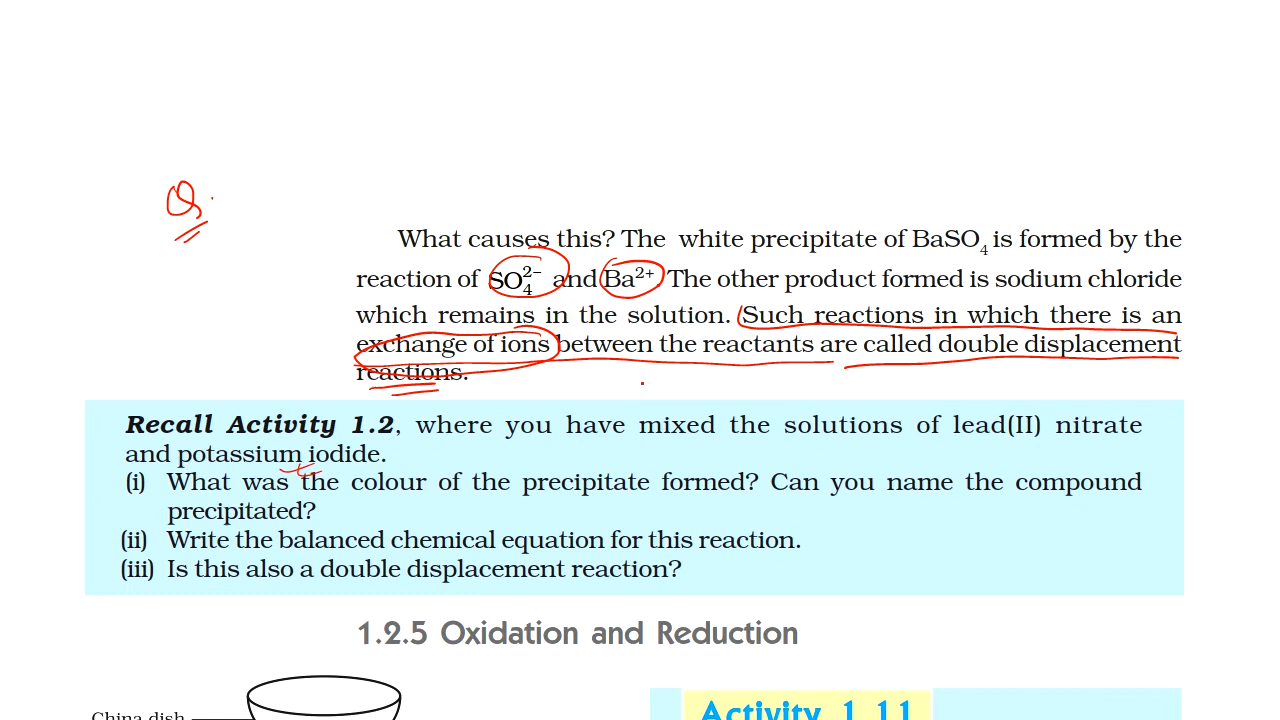 Q.
What causes this? The white precipitate of BaSO₄ is formed by the
reaction of SO₄²⁻ and Ba²⁺. The other product formed is sodium chloride
which remains in the solution. Such reactions in which there is an
exchange of ions between the reactants are called double displacement
reactions.
Recall Activity 1.2, where you have mixed the solutions of lead(II) nitrate
and potassium iodide.
(i) What was the colour of the precipitate formed? Can you name the compound
precipitated?
(ii) Write the balanced chemical equation for this reaction.
(iii) Is this also a double displacement reaction?
1.2.5 Oxidation and Reduction
China dish
Activity 1.11